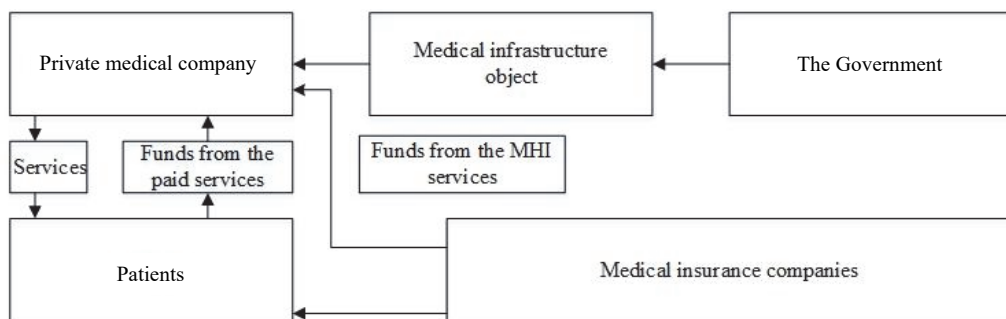 Private medical company
Medical infrastructure
object
The Government
Services
Funds from the
paid services
Funds from the MHI
services
Patients
Medical insurance companies